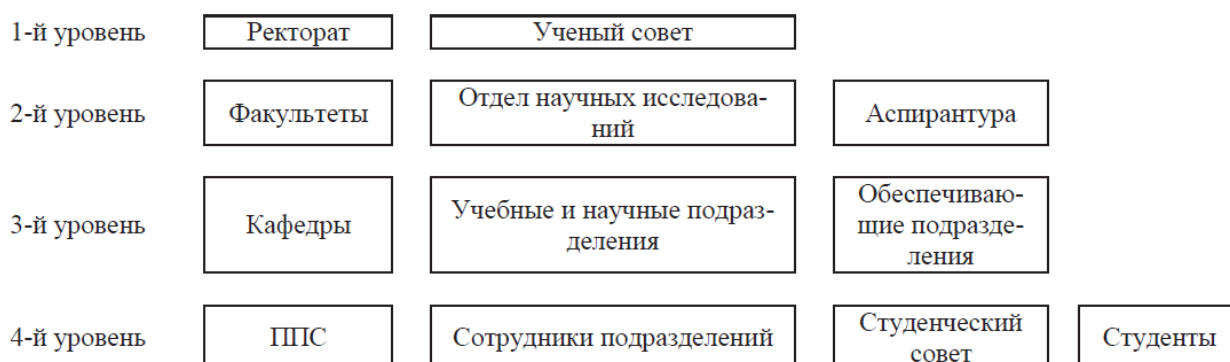 1-й уровень
Ректорат
Ученый совет
2-й уровень
Факультеты
Отдел научных исследова-
ний
Аспирантура
3-й уровень
Кафедры
Учебные и научные подраз-
деления
Обеспечиваю-
щие подразде-
ления
4-й уровень
ППС
Сотрудники подразделений
Студенческий
совет
Студенты